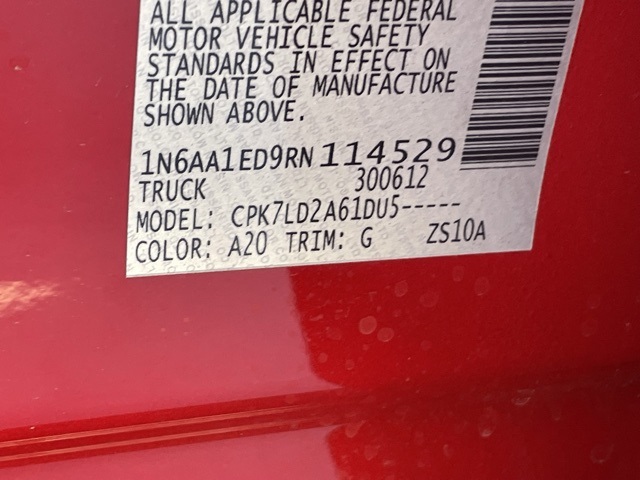 ALL APPLICABLE FEDERAL
MOTOR VEHICLE SAFETY
STANDARDS IN EFFECT ON
THE DATE OF MANUFACTURE
SHOWN ABOVE.
1N6AA1ED9RN114529
TRUCK 300612
MODEL: CPK7LD2A61DU5-----
COLOR: A20 TRIM: G ZS10A